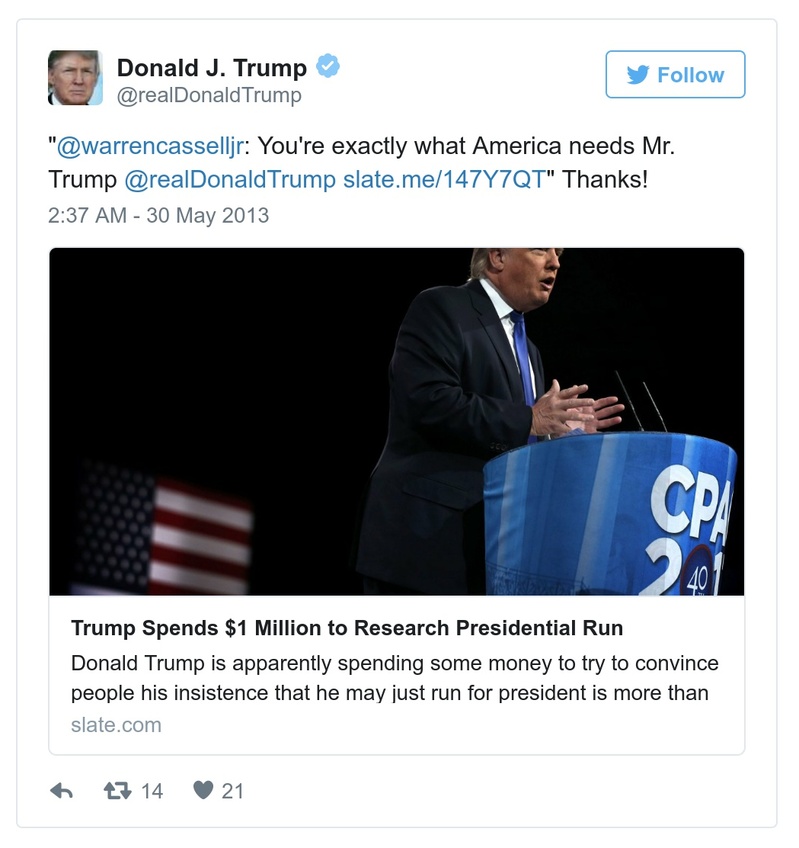 Donald J. Trump
@realDonaldTrump
Follow
"@warrencasselljr: You're exactly what America needs Mr.
Trump @realDonaldTrump slate.me/147Y7QT" Thanks!
2:37 AM - 30 May 2013
CPA
2
40
Trump Spends $1 Million to Research Presidential Run
Donald Trump is apparently spending some money to try to convince
people his insistence that he may just run for president is more than
slate.com
14 21